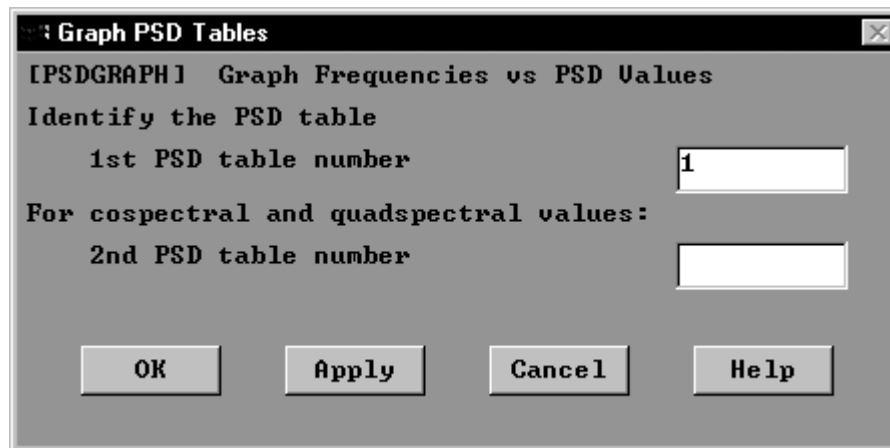 Graph PSD Tables
[PSDGRAPH] Graph Frequencies vs PSD Values
Identify the PSD table
1st PSD table number
1
For cospectral and quadspectral values:
2nd PSD table number
OK Apply Cancel Help